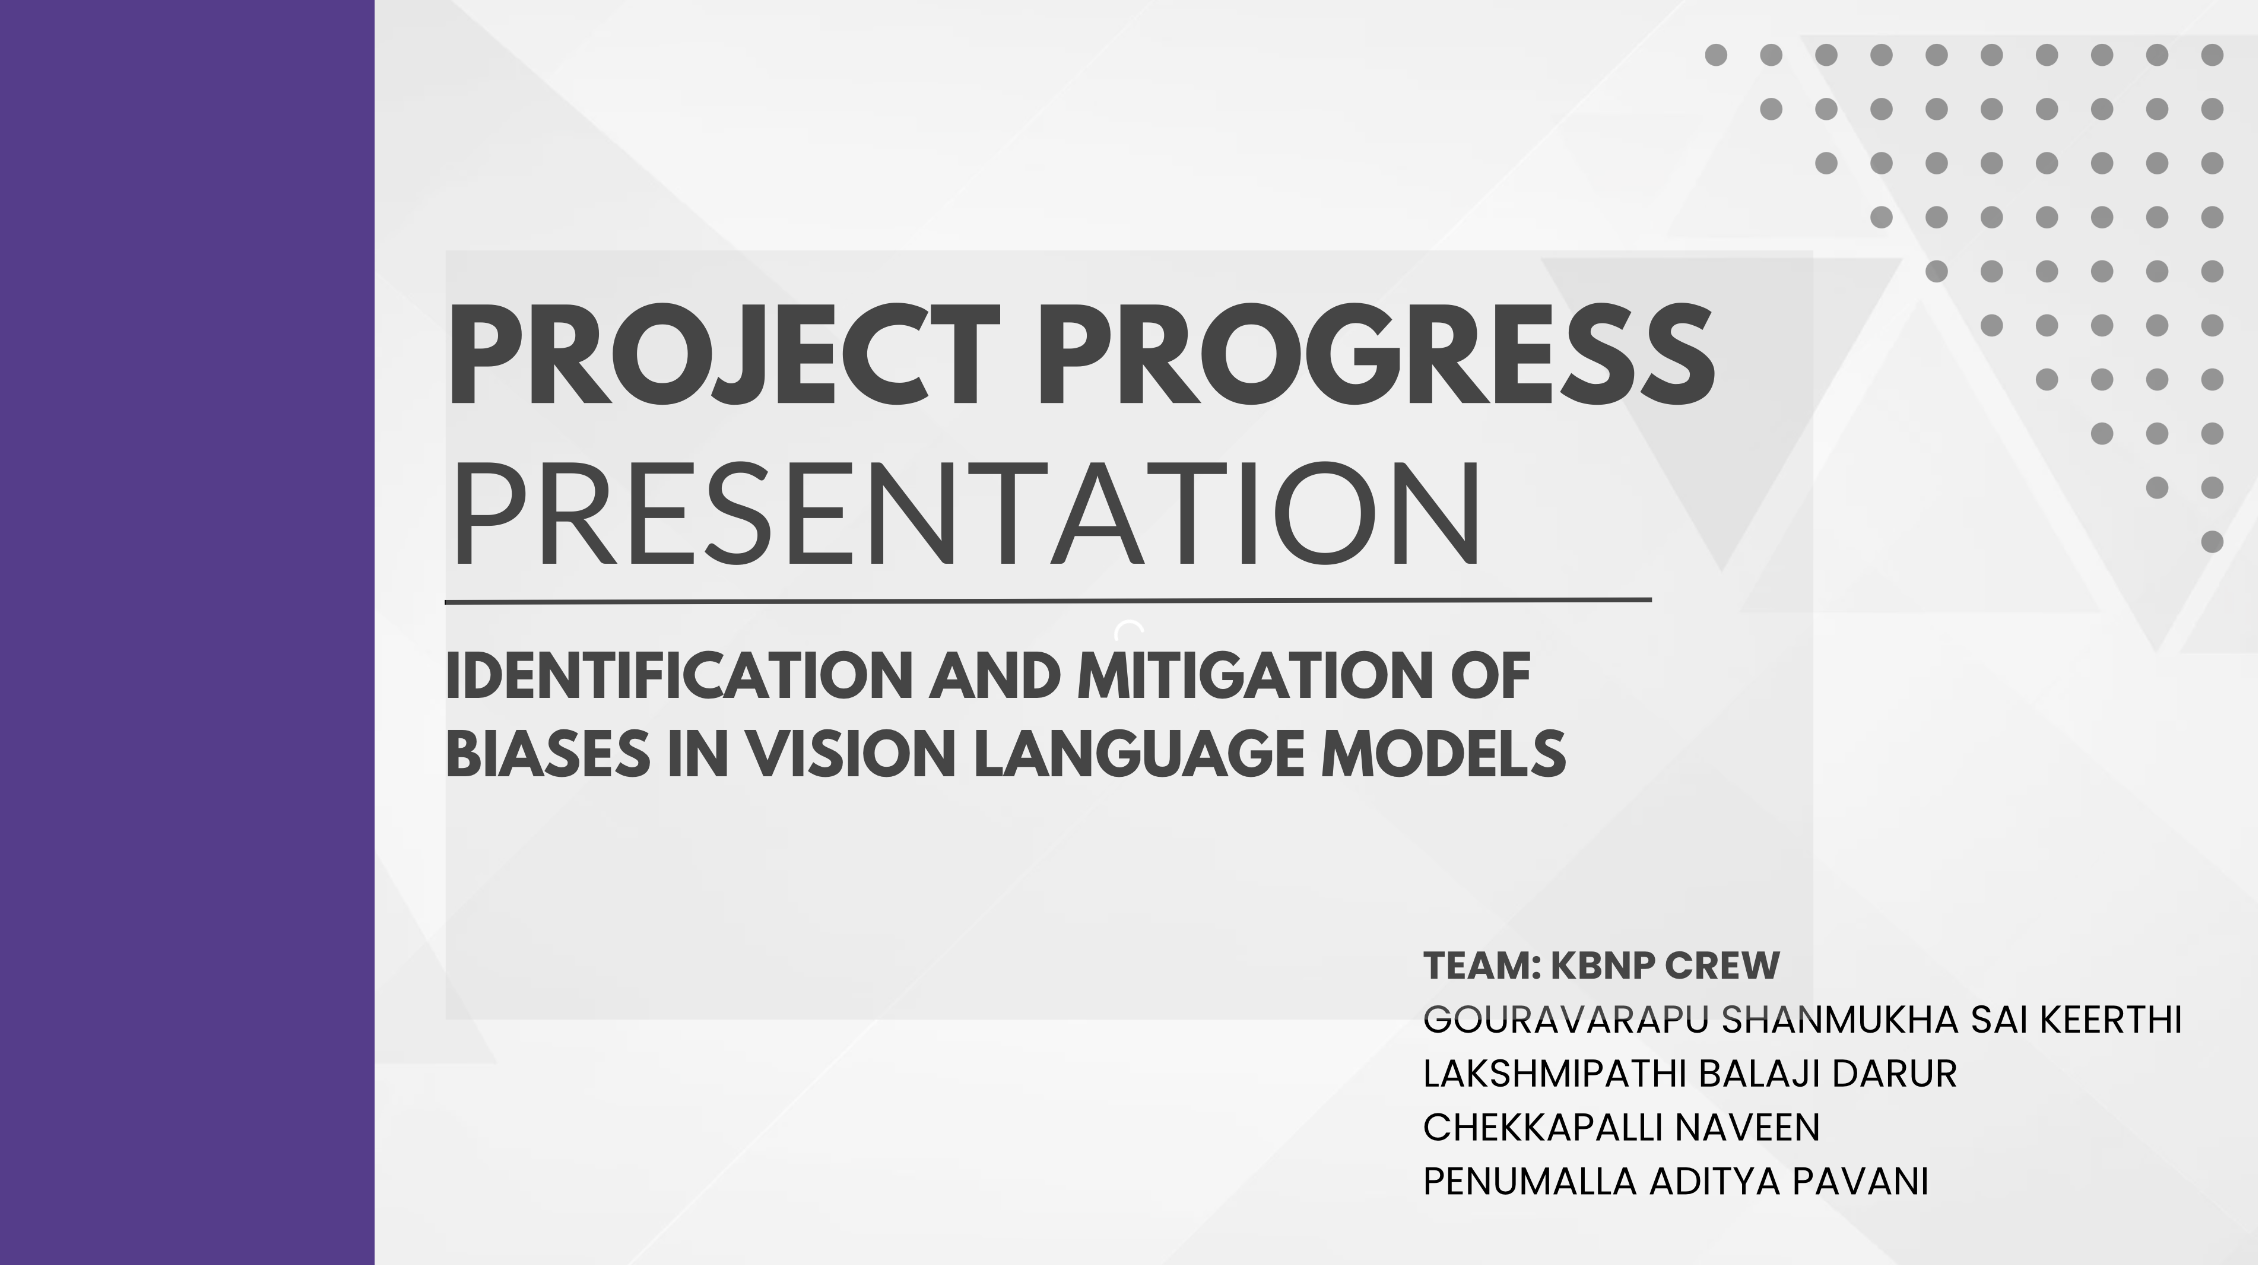 PROJECT PROGRESS
PRESENTATION
IDENTIFICATION AND MITIGATION OF
BIASES IN VISION LANGUAGE MODELS
TEAM: KBNP CREW
GOURAVARAPU SHANMUKHA SAI KEERTHI
LAKSHMIPATHI BALAJI DARUR
CHEKKAPALLI NAVEEN
PENUMALLA ADITYA PAVANI